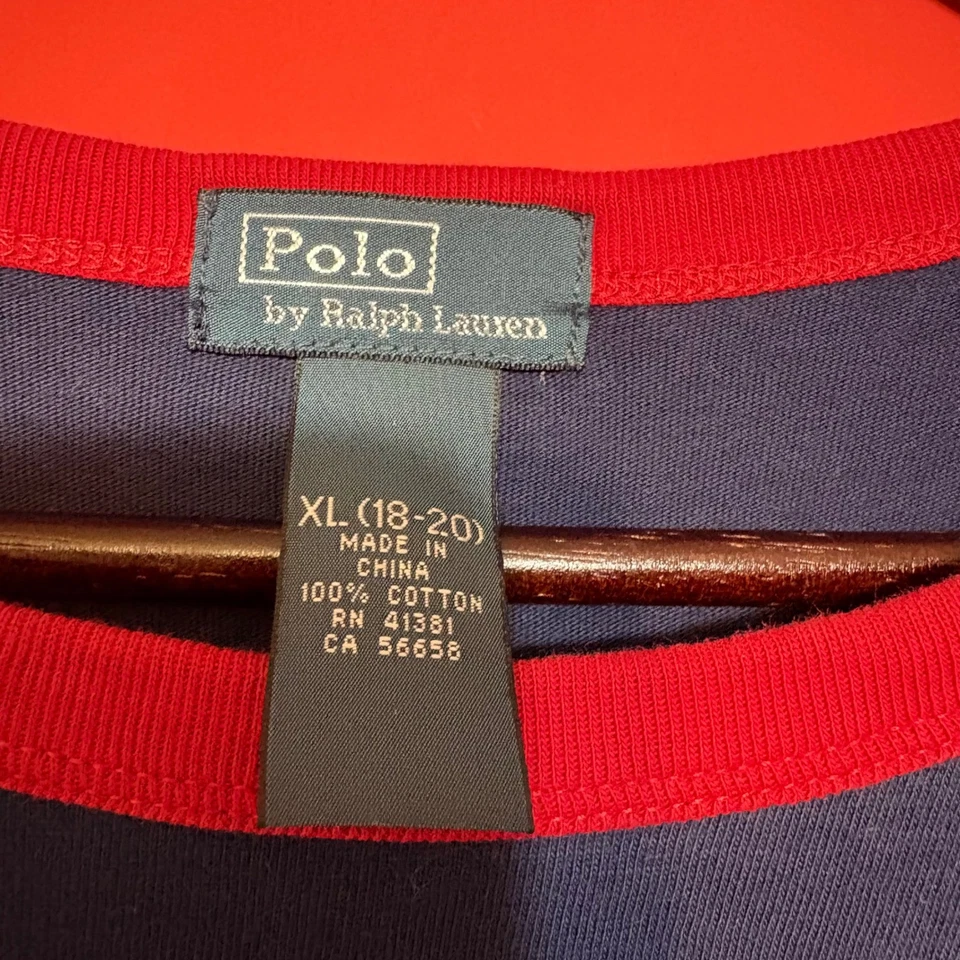 Polo
by Ralph Lauren
XL (18-20)
MADE IN
CHINA
100% COTTON
RN 41381
CA 56658